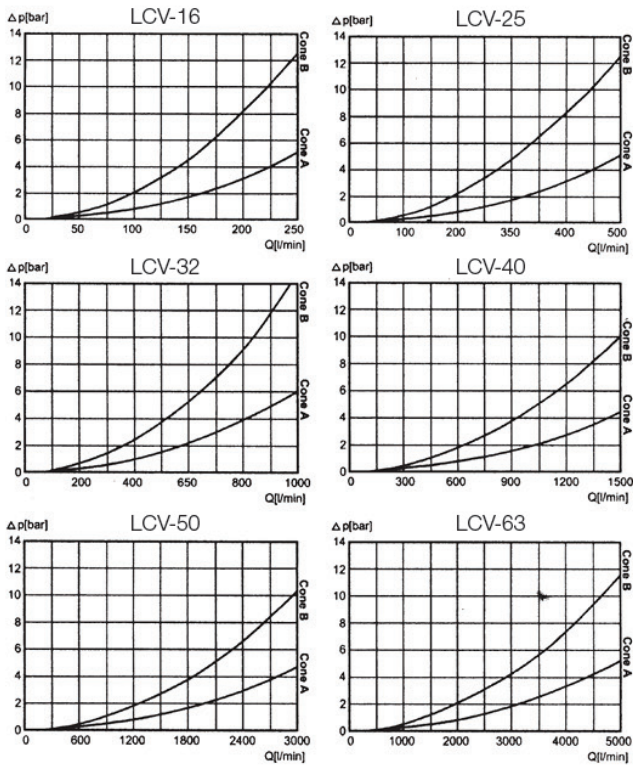 Δp[bar] LCV-16
14
12
10
8
6
4
2
0
Cone B
Cone A
0 50 100 150 200 250
Q[l/min]
Δp[bar] LCV-25
14
12
10
8
6
4
2
0
Cone B
Cone A
100 200 350 400 500
Q[l/min]
Δp[bar] LCV-32
14
12
10
8
6
4
2
0
Cone B
Cone A
0 200 400 650 800 1000
Q[l/min]
Δp[bar] LCV-40
14
12
10
8
6
4
2
0
Cone B
Cone A
300 600 900 1200 1500
Q[l/min]
Δp[bar] LCV-50
14
12
10
8
6
4
2
0
Cone B
Cone A
0 600 1200 1800 2400 3000
Q[l/min]
Δp[bar] LCV-63
14
12
10
8
6
4
2
0
Cone B
Cone A
0 1000 2000 3000 4000 5000
Q[l/min]